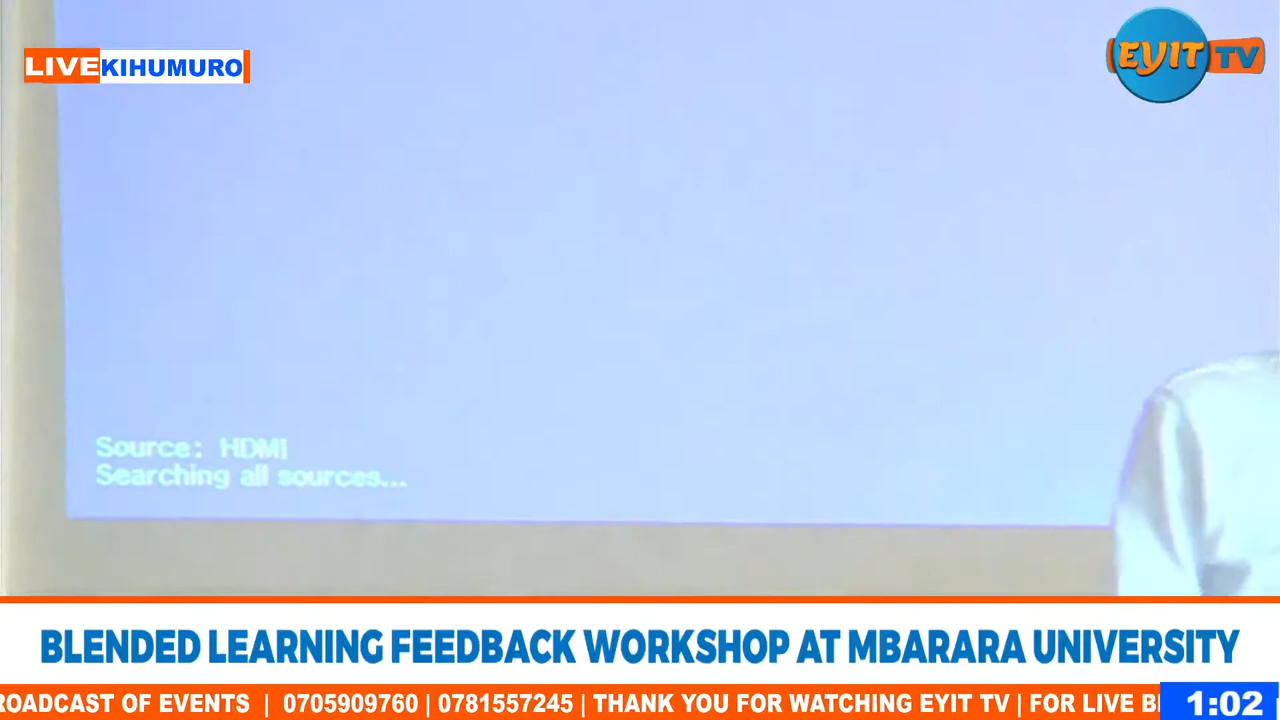 LIVE KIHUMURO
EYIT TV
Source: HDMI
Searching all sources...
BLENDED LEARNING FEEDBACK WORKSHOP AT MBARARA UNIVERSITY
ROADCAST OF EVENTS | 0705909760 | 0781557245 | THANK YOU FOR WATCHING EYIT TV | FOR LIVE B
1:02